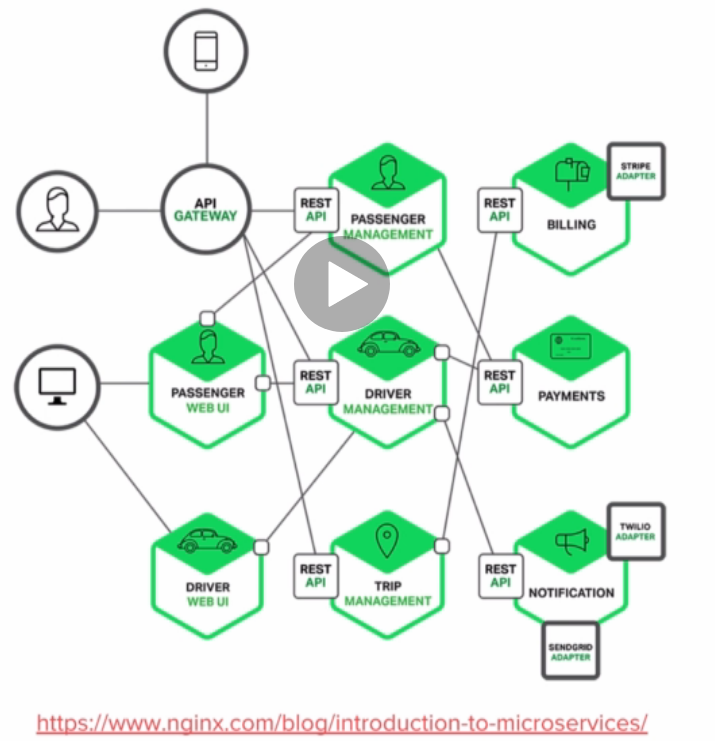 API
GATEWAY
REST
API
PASSENGER
MANAGEMENT
REST
API
BILLING
STRIPE
ADAPTER
PASSENGER
WEB UI
REST
API
DRIVER
MANAGEMENT
REST
API
PAYMENTS
DRIVER
WEB UI
REST
API
TRIP
MANAGEMENT
REST
API
NOTIFICATION
TWILIO
ADAPTER
SENDGRID
ADAPTER
https://www.nginx.com/blog/introduction-to-microservices/